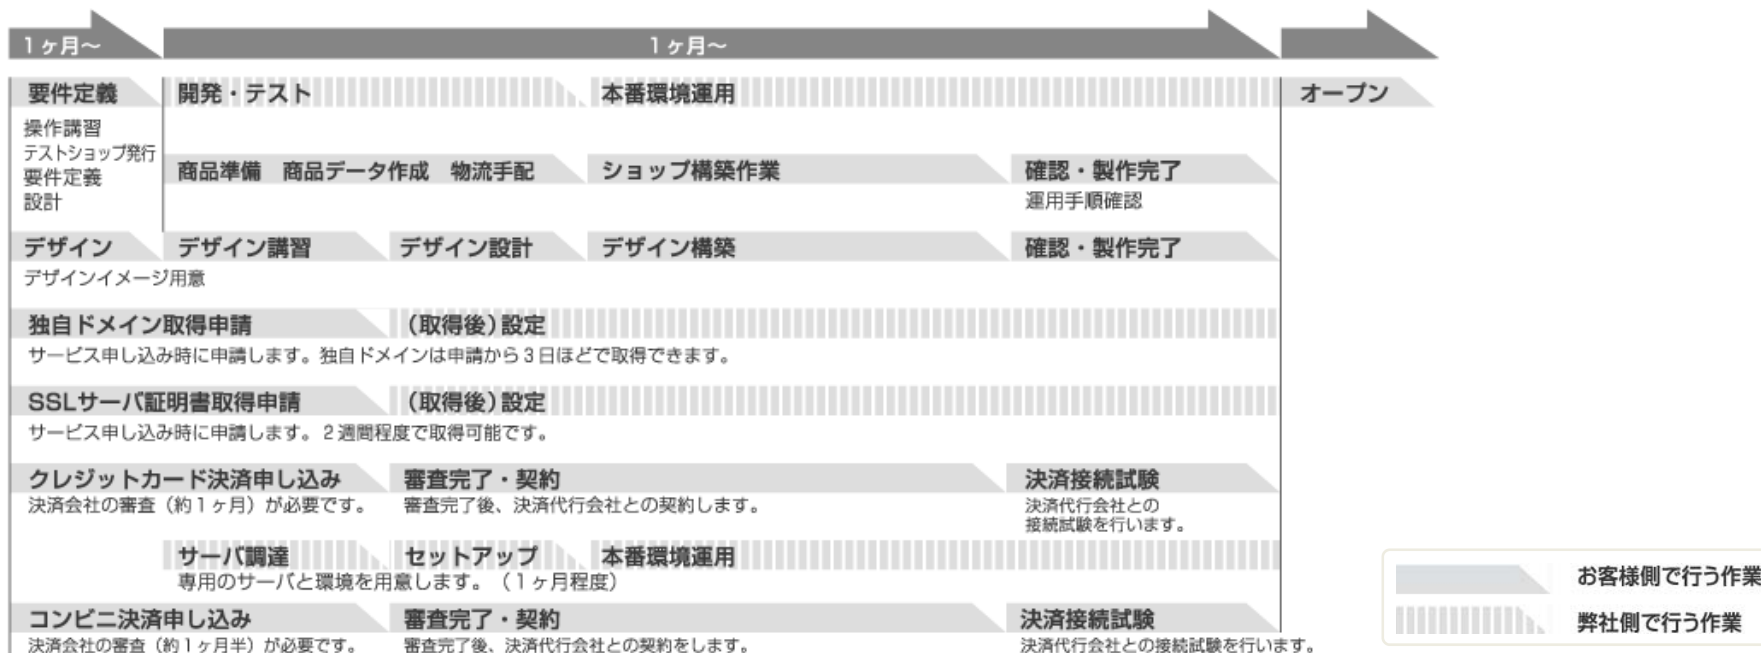 1ヶ月〜 1ヶ月〜
要件定義 開発・テスト 本番環境運用 オープン
操作講習
テストショップ発行
要件定義
設計
商品準備 商品データ作成 物流手配 ショップ構築作業 確認・製作完了
運用手順確認
デザイン デザイン講習 デザイン設計 デザイン構築 確認・製作完了
デザインイメージ用意
独自ドメイン取得申請 (取得後)設定
サービス申し込み時に申請します。独自ドメインは申請から3日ほどで取得できます。
SSLサーバ証明書取得申請 (取得後)設定
サービス申し込み時に申請します。2週間程度で取得可能です。
クレジットカード決済申し込み 審査完了・契約 決済接続試験
決済会社の審査(約1ヶ月)が必要です。 審査完了後、決済代行会社との契約します。 決済代行会社との
接続試験を行います。
サーバ調達 セットアップ 本番環境運用
専用のサーバと環境を用意します。(1ヶ月程度)
コンビニ決済申し込み 審査完了・契約 決済接続試験
決済会社の審査(約1ヶ月半)が必要です。 審査完了後、決済代行会社との契約をします。 決済代行会社との接続試験を行います。
お客様側で行う作業
弊社側で行う作業